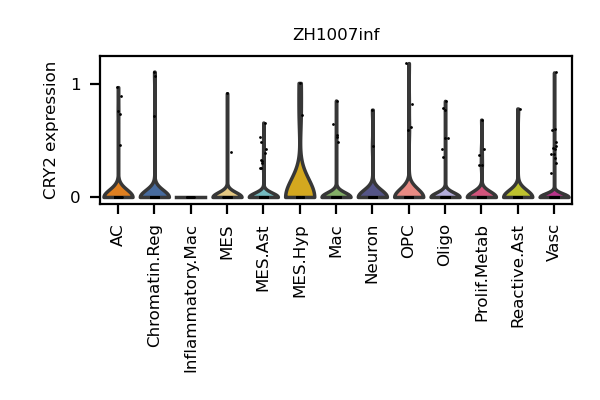 ZH1007inf
CRY2 expression
1
0
AC
Chromatin.Reg
Inflammatory.Mac
MES
MES.Ast
MES.Hyp
Mac
Neuron
OPC
Oligo
Prolif.Metab
Reactive.Ast
Vasc